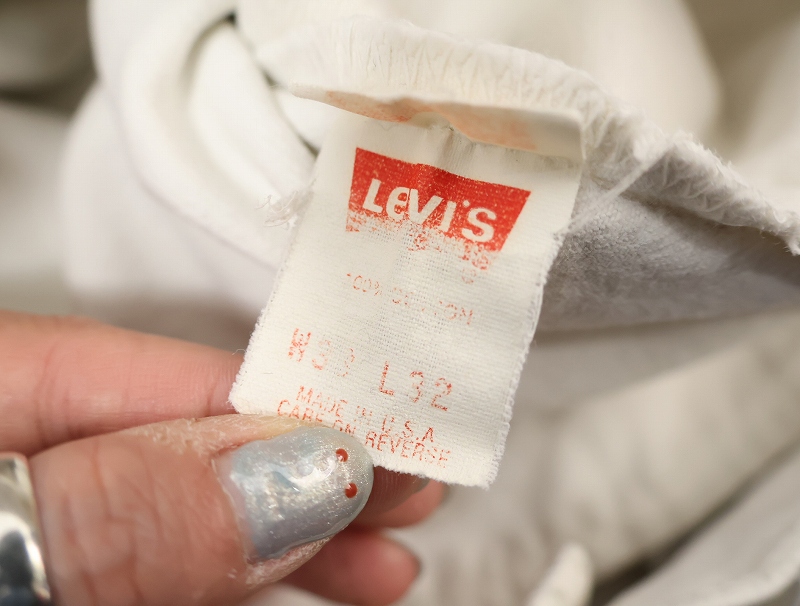 Levi's
100% COTTON
L32
MADE IN U.S.A
CARE ON REVERSE